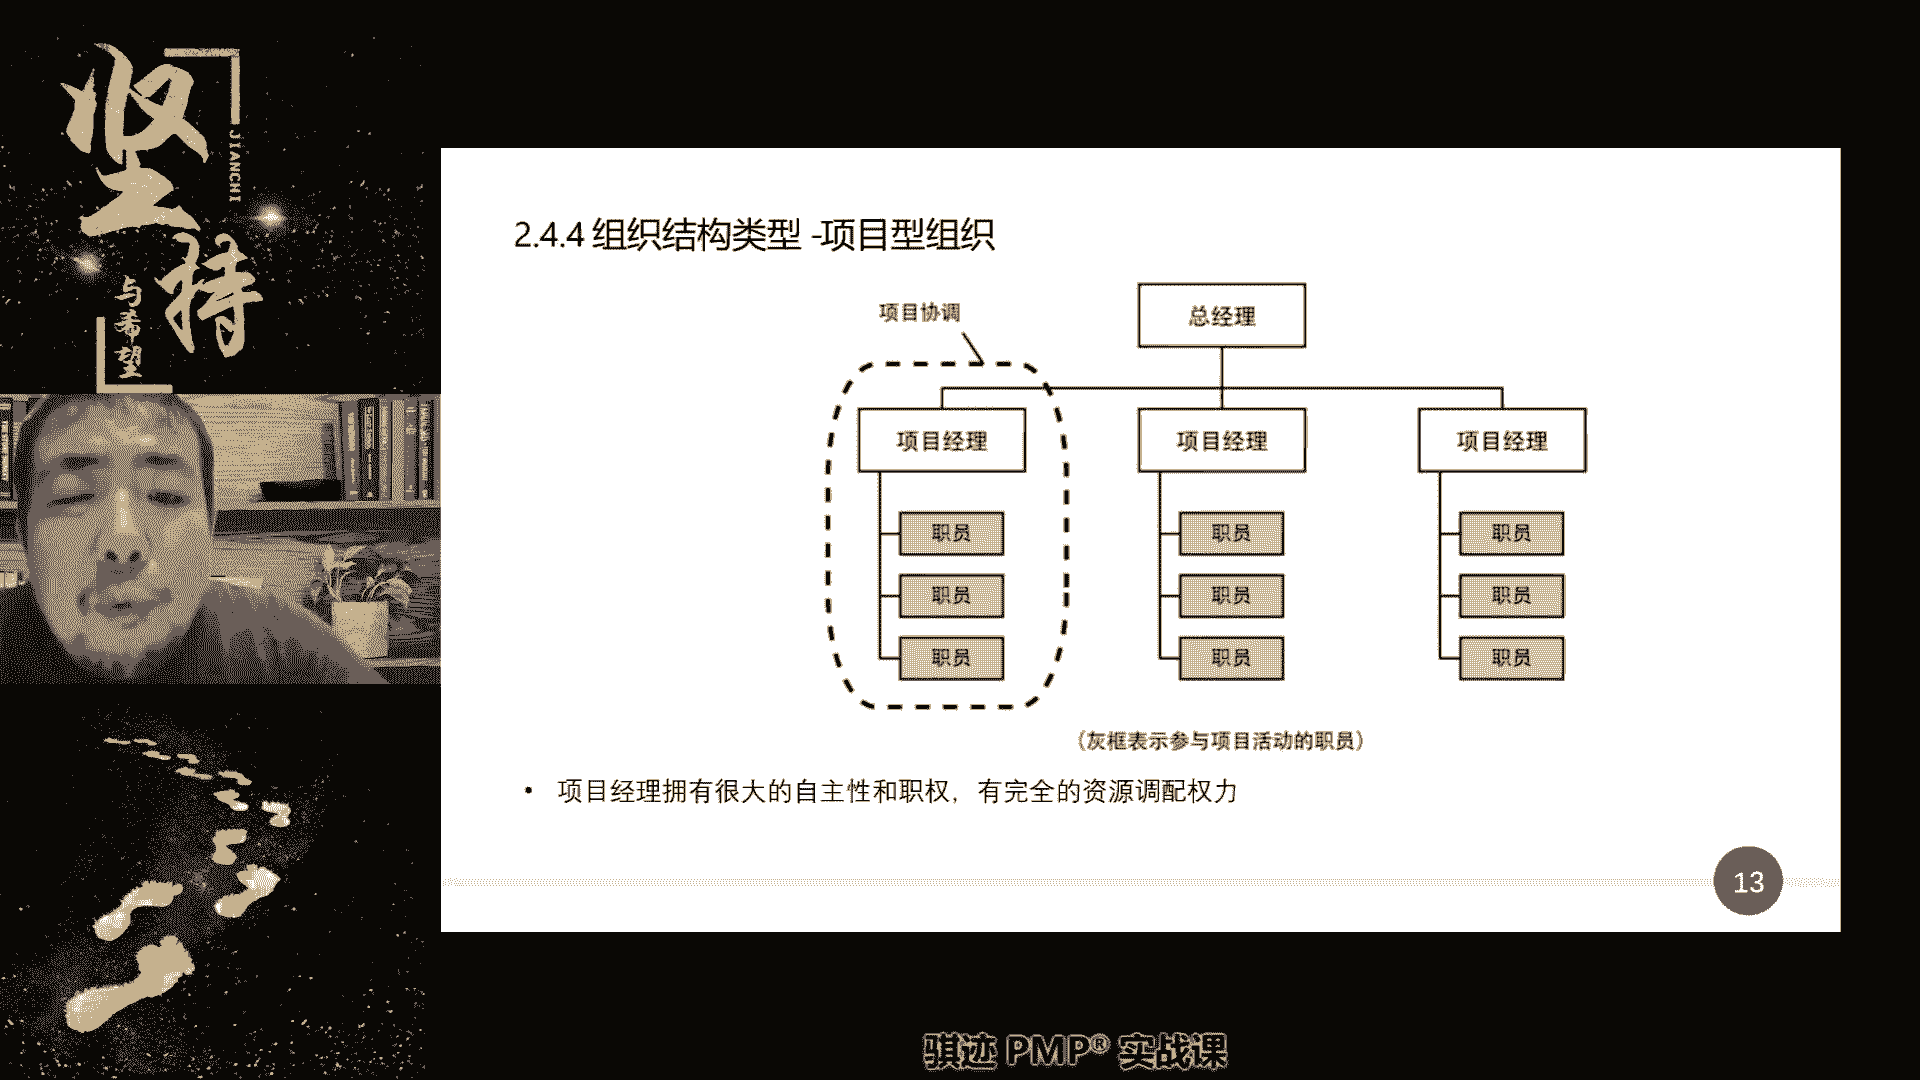 坚
持
JIANCHI
与希望
2.4.4 组织结构类型 -项目型组织
项目协调
总经理
项目经理 项目经理 项目经理
职员 职员 职员
职员 职员 职员
职员 职员 职员
（灰框表示参与项目活动的职员）
• 项目经理拥有很大的自主性和职权，有完全的资源调配权力
13
骐迹 PMP® 实战课